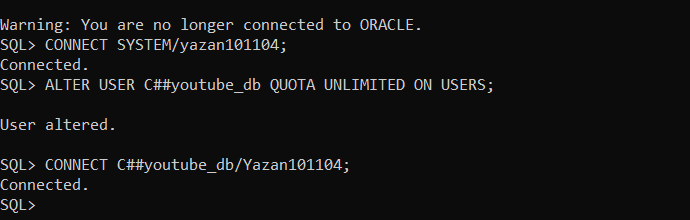 Warning: You are no longer connected to ORACLE.
SQL> CONNECT SYSTEM/yazan101104;
Connected.
SQL> ALTER USER C##youtube_db QUOTA UNLIMITED ON USERS;
User altered.
SQL> CONNECT C##youtube_db/Yazan101104;
Connected.
SQL>